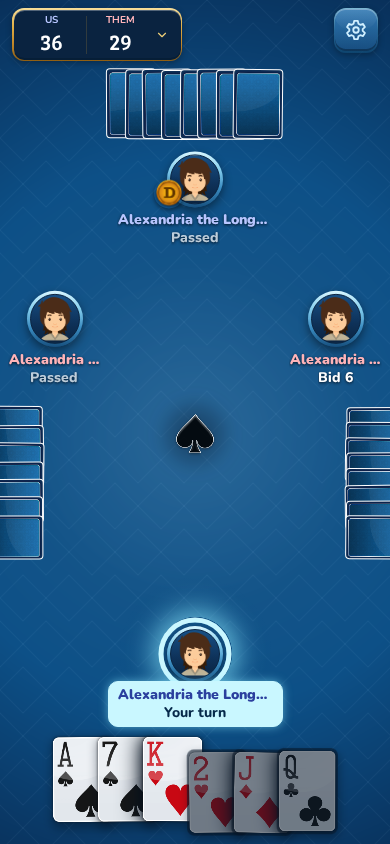 US
THEM
36
29
D
Alexandria the Long...
Passed
Alexandria ...
Passed
Alexandria ...
Bid 6
Alexandria the Long...
Your turn
A
7
K
2
J
Q